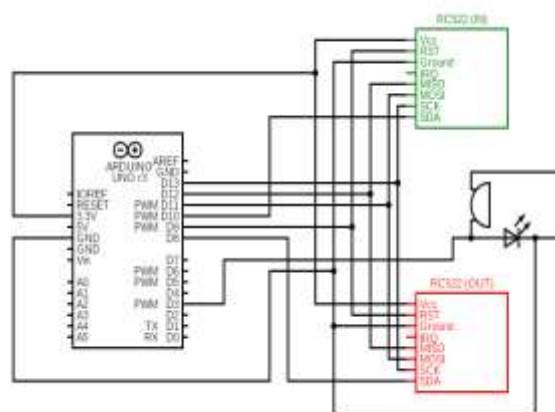 RC522 (IN)
Vcc
RST
Ground
IRQ
MISO
MOSI
SCK
SDA
ARDUINO
UNO r3
AREF
GND
D13
IOREF D12
RESET PWM D11
3.3V PWM D10
5V PWM D9
GND D8
GND
Vin D7
PWM D6
A0 PWM D5
A1 D4
A2 PWM D3
A3 D2
A4 TX D1
A5 RX D0
RC522 (OUT)
Vcc
RST
Ground
IRQ
MISO
MOSI
SCK
SDA